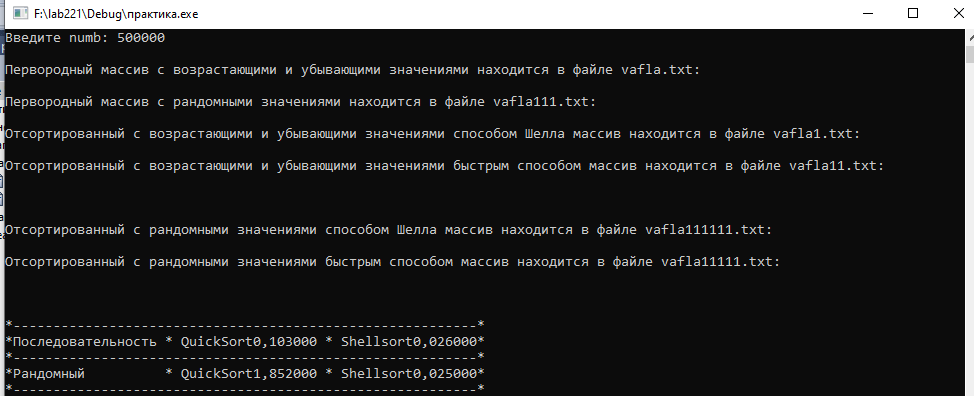 F:\lab221\Debug\практика.exe
Введите numb: 500000
Первородный массив с возрастающими и убывающими значениями находится в файле vafla.txt:
Первородный массив с рандомными значениями находится в файле vafla111.txt:
Отсортированный с возрастающими и убывающими значениями способом Шелла массив находится в файле vafla1.txt:
Отсортированный с возрастающими и убывающими значениями быстрым способом массив находится в файле vafla11.txt:
Отсортированный с рандомными значениями способом Шелла массив находится в файле vafla111111.txt:
Отсортированный с рандомными значениями быстрым способом массив находится в файле vafla11111.txt:
*----------------------------------------------------------*
*Последовательность * QuickSort0,103000 * Shellsort0,026000*
*----------------------------------------------------------*
*Рандомный          * QuickSort1,852000 * Shellsort0,025000*
*----------------------------------------------------------*